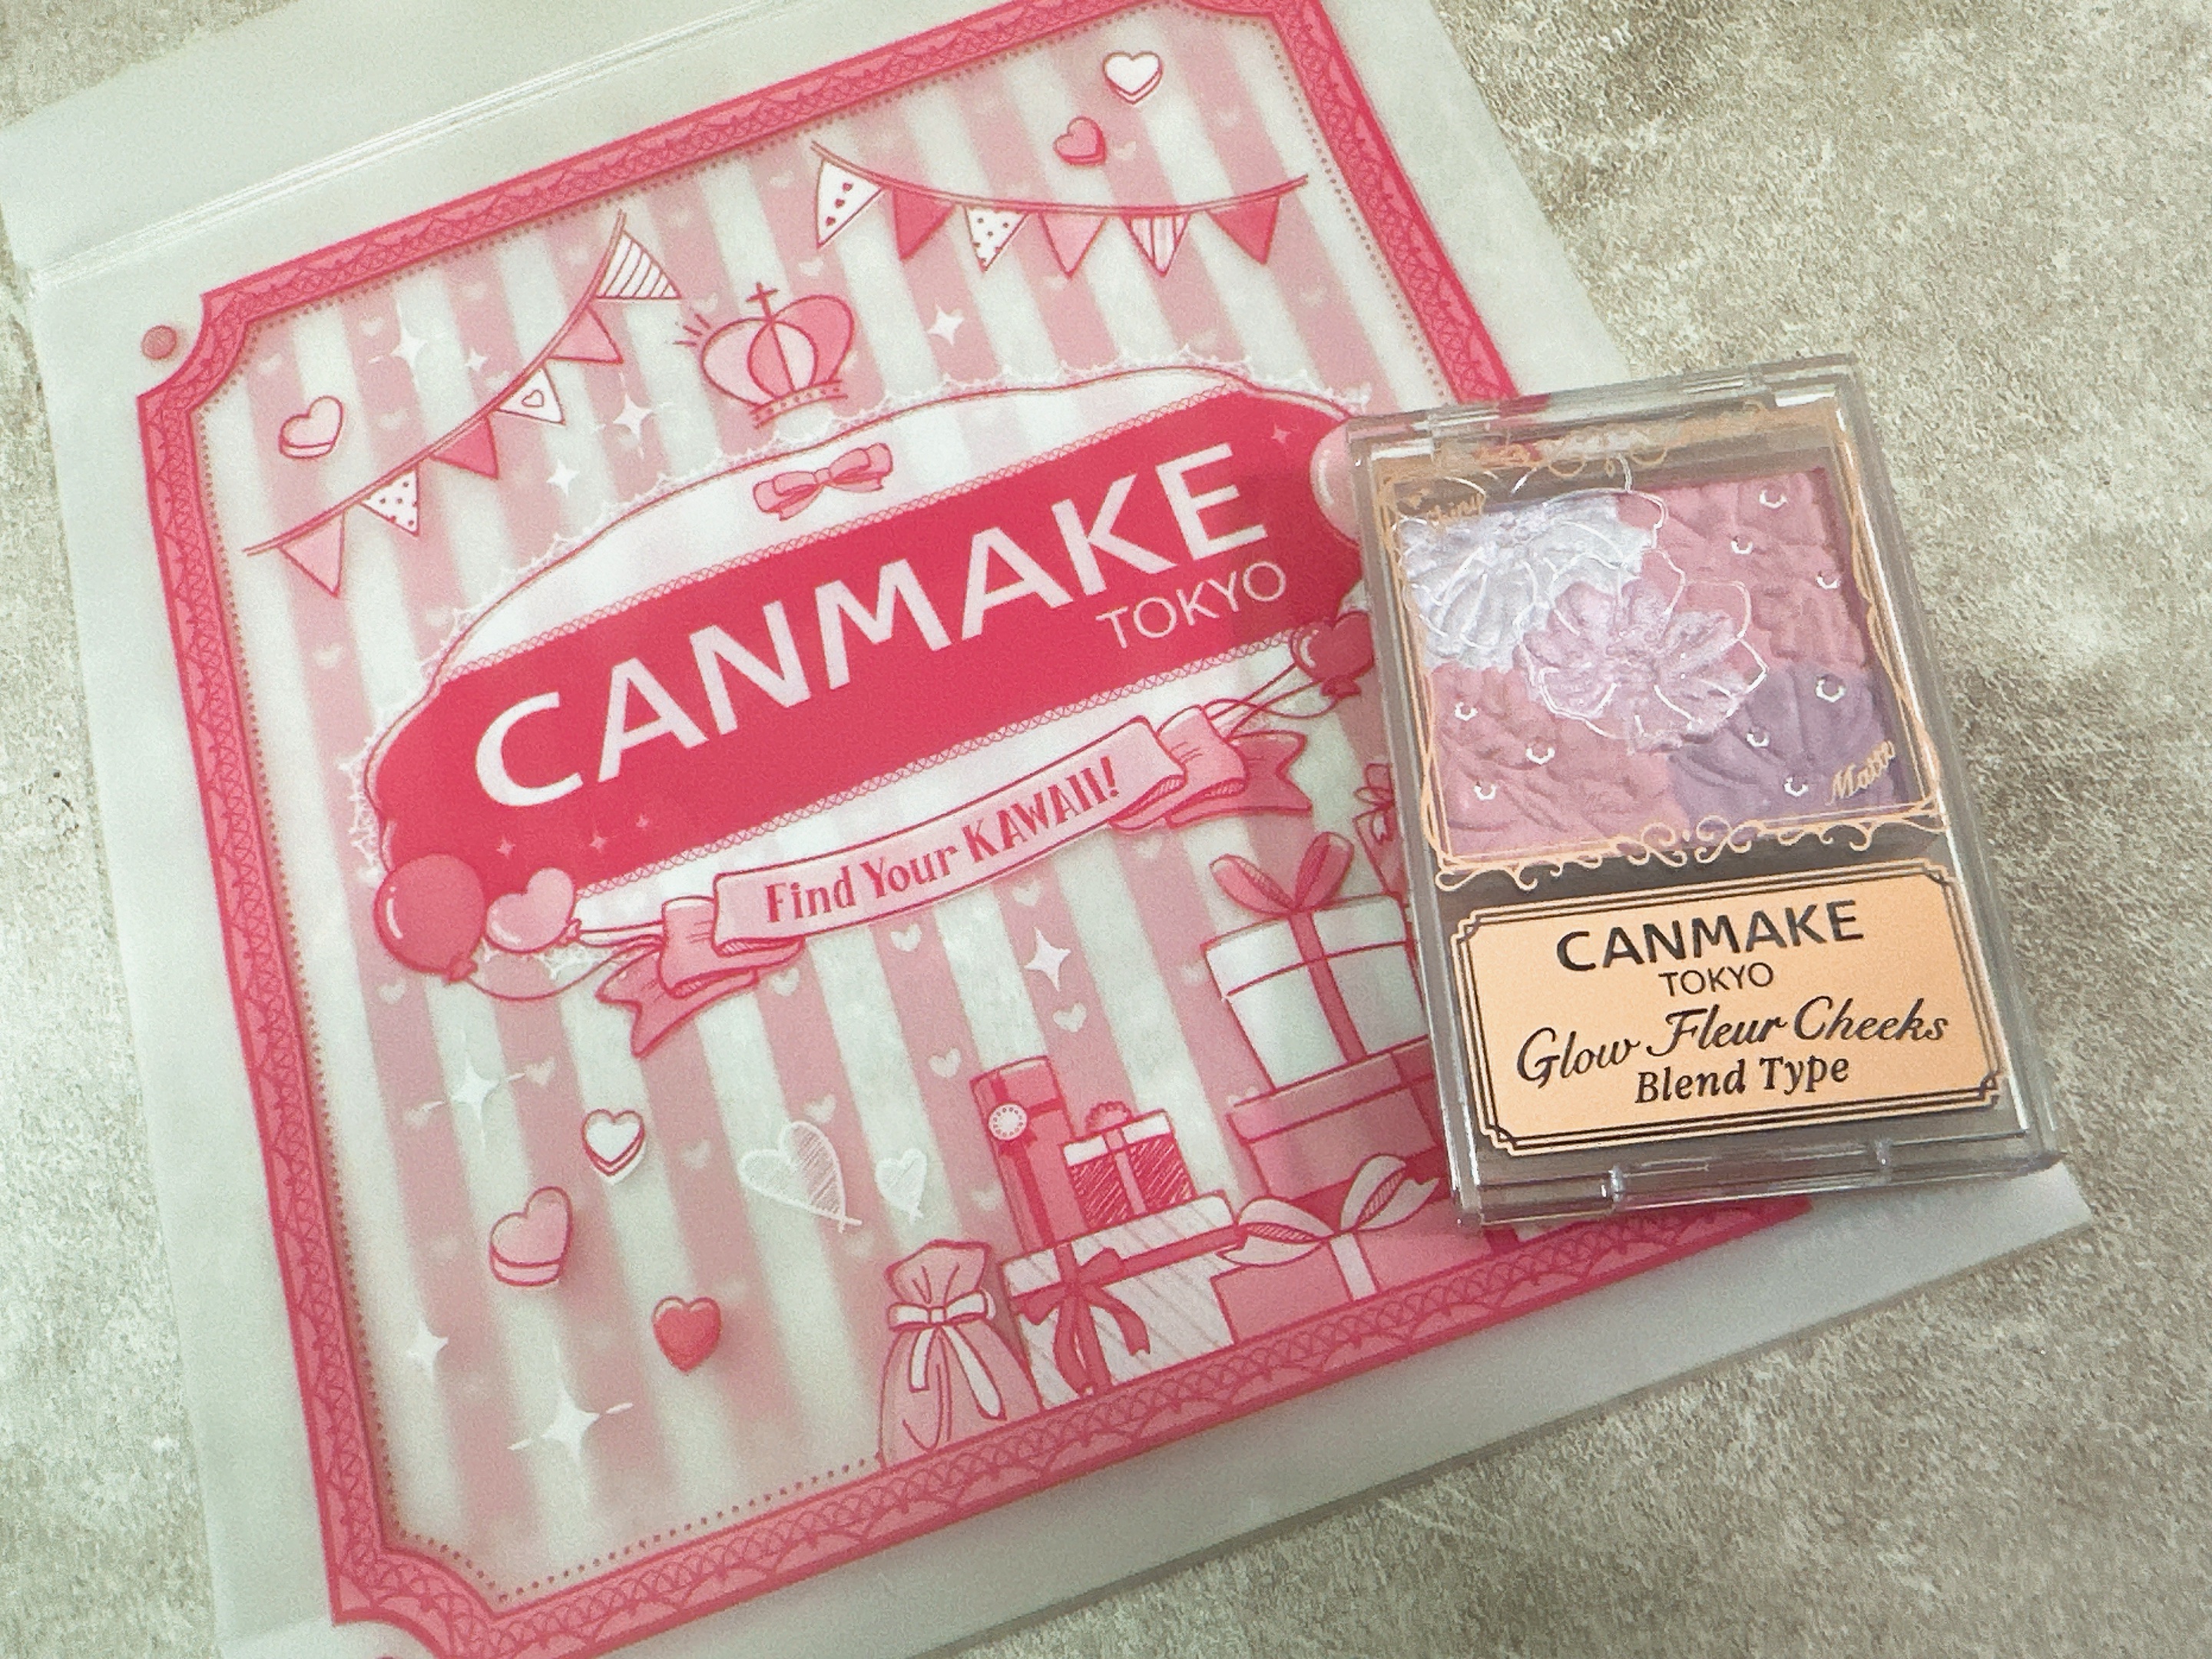 CANMAKE
TOKYO
Find Your KAWAII!
Shiny
Matte
CANMAKE
TOKYO
Glow Fleur Cheeks
Blend Type